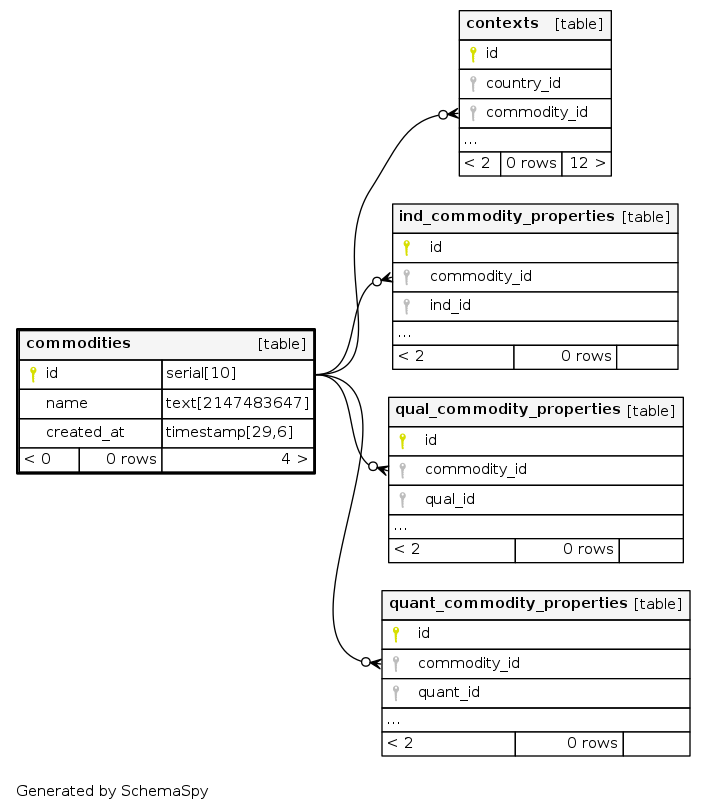 contexts [table]
id
country_id
commodity_id
...
< 2 0 rows 12 >
ind_commodity_properties [table]
id
commodity_id
ind_id
...
< 2 0 rows
commodities [table]
id serial[10]
name text[2147483647]
created_at timestamp[29,6]
< 0 0 rows 4 >
qual_commodity_properties [table]
id
commodity_id
qual_id
...
< 2 0 rows
quant_commodity_properties [table]
id
commodity_id
quant_id
...
< 2 0 rows
Generated by SchemaSpy